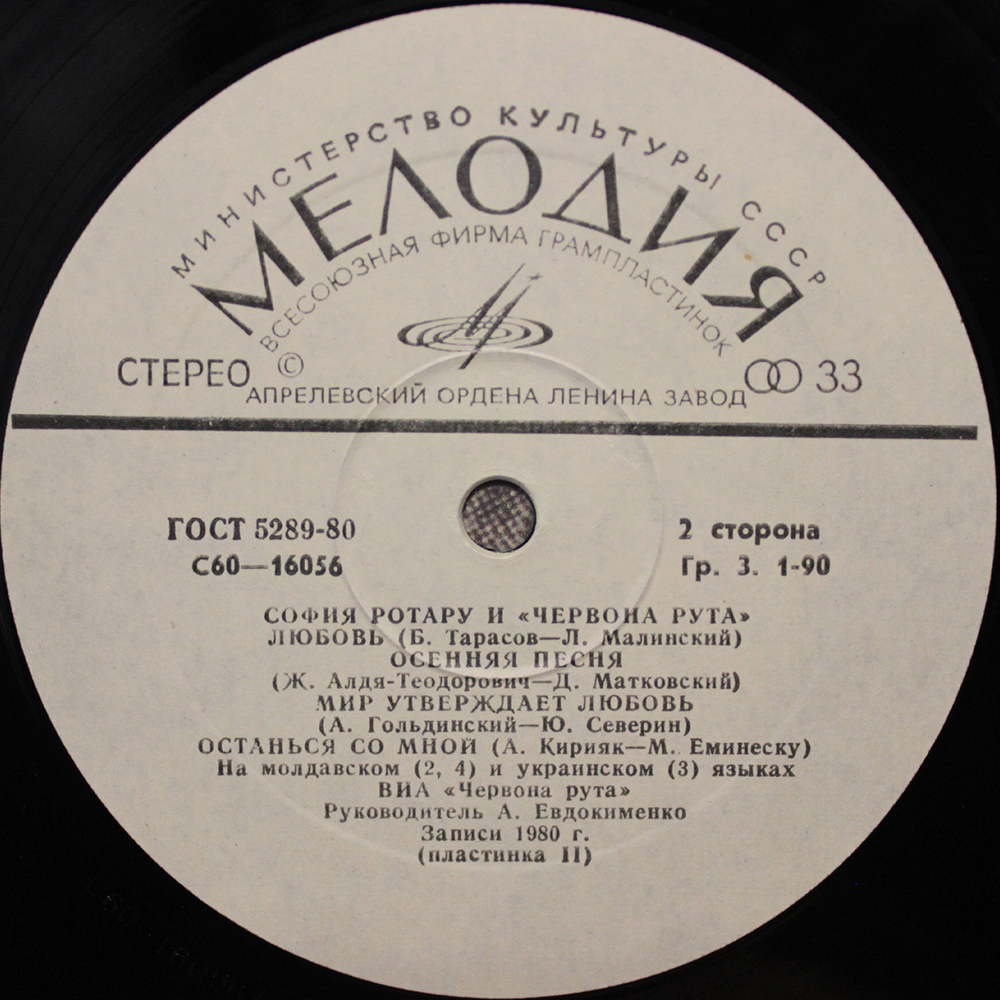 МИНИСТЕРСТВО КУЛЬТУРЫ СССР
МЕЛОДИЯ
ВСЕСОЮЗНАЯ ФИРМА ГРАМПЛАСТИНОК
СТЕРЕО © 33
АПРЕЛЕВСКИЙ ОРДЕНА ЛЕНИНА ЗАВОД
ГОСТ 5289-80
С60—16056
2 сторона
Гр. 3. 1-90
СОФИЯ РОТАРУ И «ЧЕРВОНА РУТА»
ЛЮБОВЬ (Б. Тарасов—Л. Малинский)
ОСЕННЯЯ ПЕСНЯ
(Ж. Алдя-Теодорович—Д. Матковский)
МИР УТВЕРЖДАЕТ ЛЮБОВЬ
(А. Гольдинский—Ю. Северин)
ОСТАНЬСЯ СО МНОЙ (А. Кирияк—М. Еминеску)
На молдавском (2, 4) и украинском (3) языках
ВИА «Червона рута»
Руководитель А. Евдокименко
Записи 1980 г.
(пластинка II)